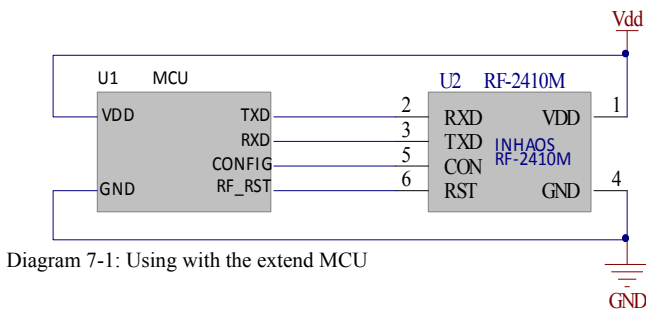 Vdd
U1 MCU
U2 RF-2410M
VDD TXD 2 RXD VDD 1
RXD 3 TXD INHAOS
CONFIG 5 CON RF-2410M
GND RF_RST 6 RST GND 4
Diagram 7-1: Using with the extend MCU
GND